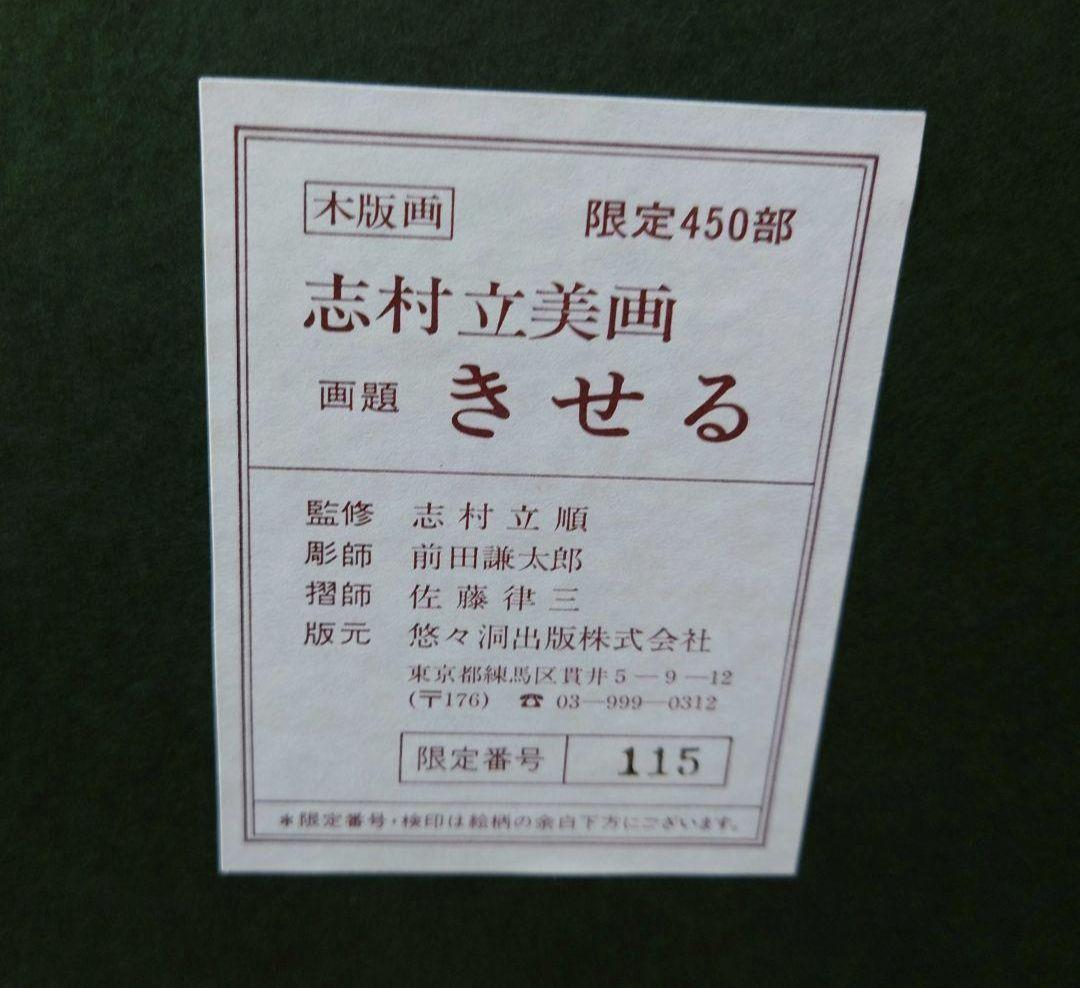 木版画 限定450部
志村立美画
画題 きせる
監修 志村立順
彫師 前田謙太郎
摺師 佐藤律三
版元 悠々洞出版株式会社
東京都練馬区貫井5―9―12
(〒176) ☎ 03―999―0312
限定番号 115
*限定番号・検印は絵柄の余白下方にございます。